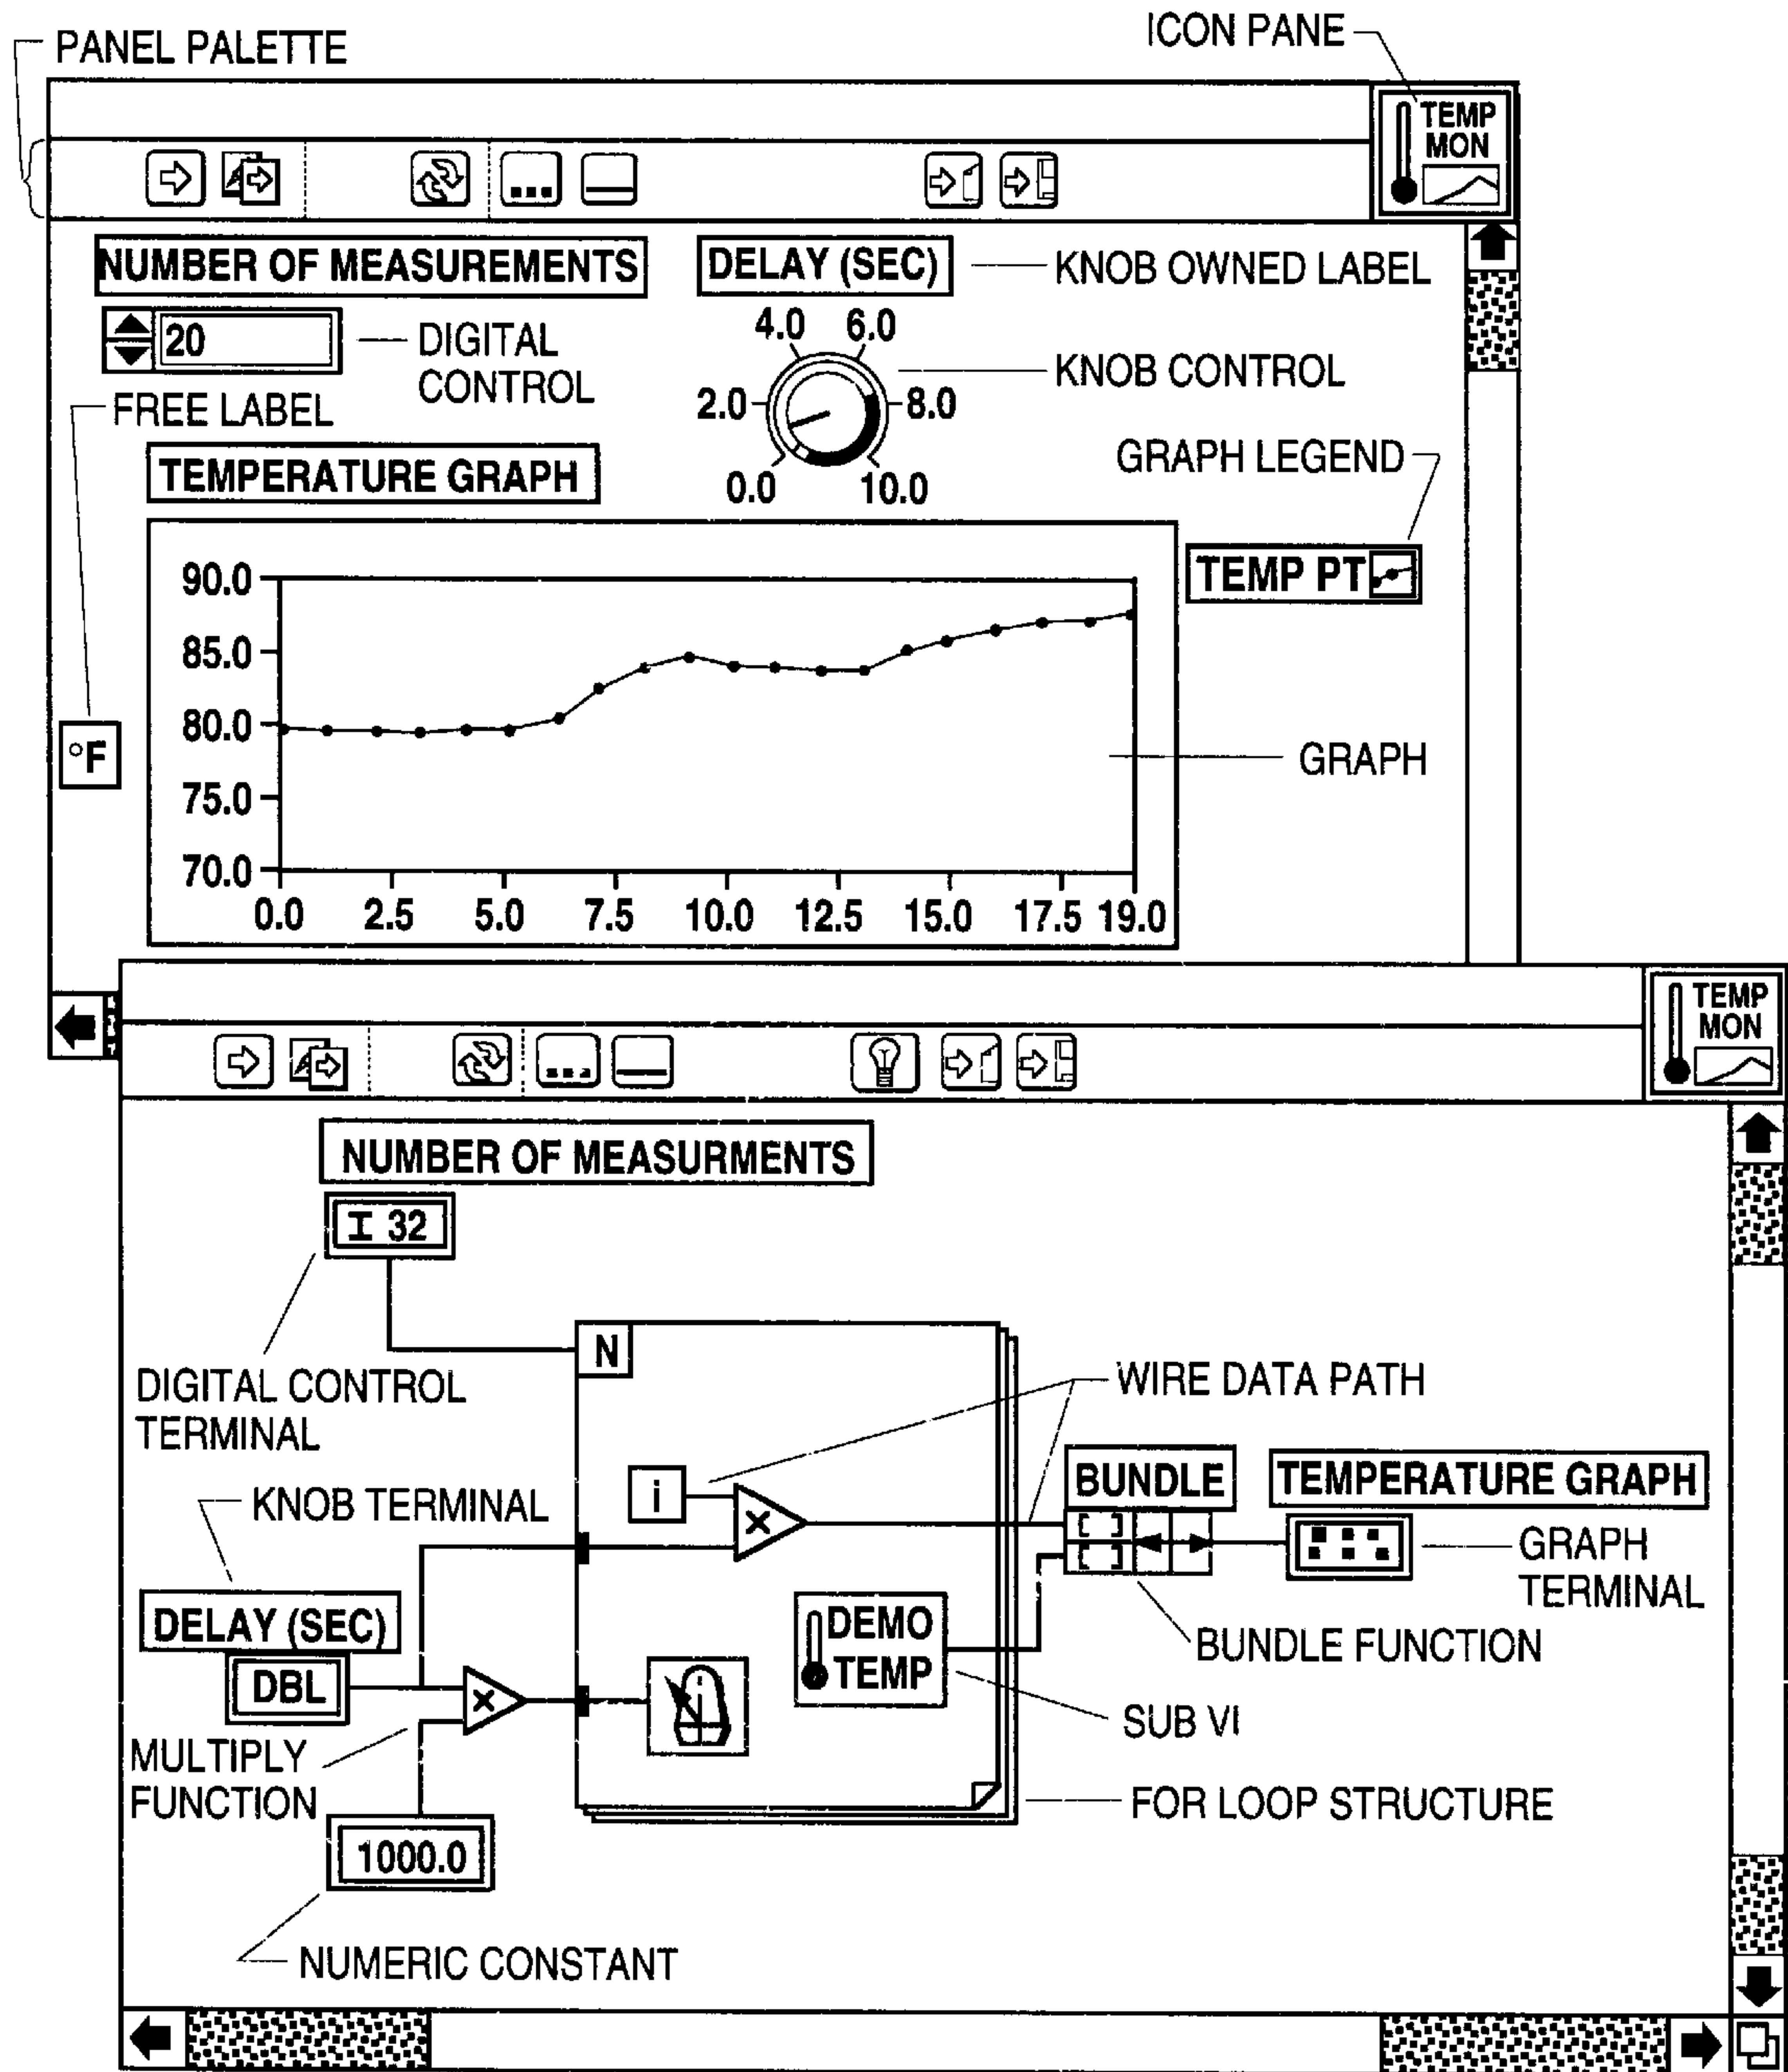 PANEL PALETTE
ICON PANE
TEMP
MON
NUMBER OF MEASUREMENTS
DELAY (SEC)
KNOB OWNED LABEL
20
DIGITAL
CONTROL
4.0 6.0
KNOB CONTROL
2.0 8.0
0.0 10.0
FREE LABEL
TEMPERATURE GRAPH
GRAPH LEGEND
TEMP PT
90.0
85.0
80.0
75.0
70.0
°F
GRAPH
0.0 2.5 5.0 7.5 10.0 12.5 15.0 17.5 19.0
TEMP
MON
NUMBER OF MEASURMENTS
I 32
DIGITAL CONTROL
TERMINAL
N
WIRE DATA PATH
KNOB TERMINAL
i
×
BUNDLE
TEMPERATURE GRAPH
[ ]
[ ]
GRAPH
TERMINAL
BUNDLE FUNCTION
DELAY (SEC)
DBL
×
DEMO
TEMP
SUB VI
MULTIPLY
FUNCTION
FOR LOOP STRUCTURE
1000.0
NUMERIC CONSTANT